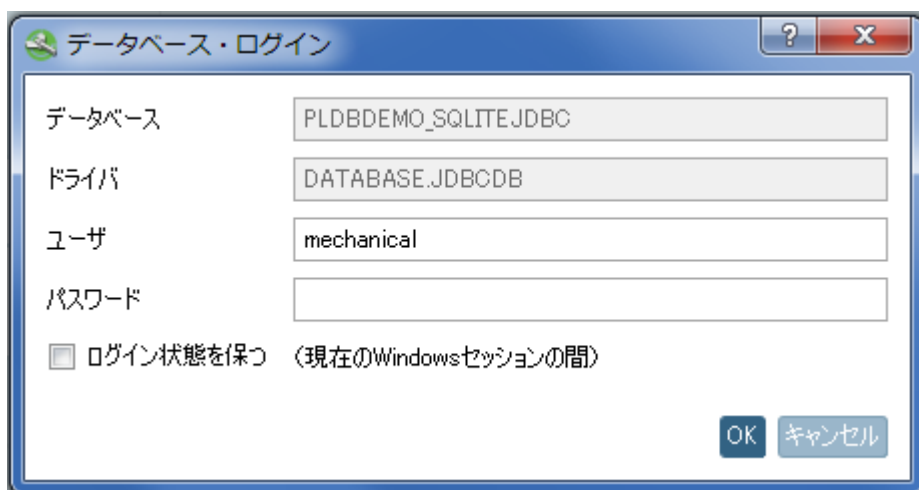 データベース・ログイン
データベース PLDBDEMO_SQLITEJDBC
ドライバ DATABASE.JDBCDB
ユーザ mechanical
パスワード
ログイン状態を保つ (現在のWindowsセッションの間)
OK キャンセル